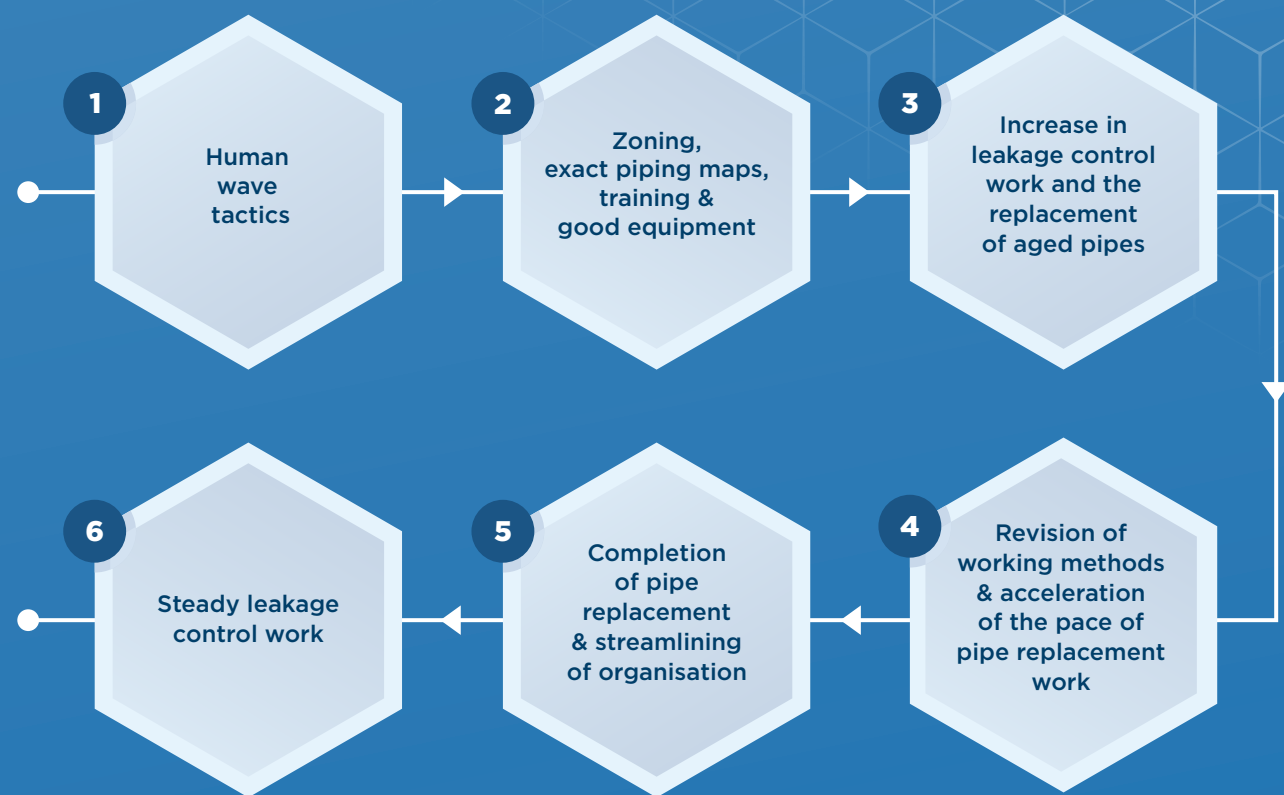 1
Human
wave
tactics
2
Zoning,
exact piping maps,
training &
good equipment
3
Increase in
leakage control
work and the
replacement
of aged pipes
4
Revision of
working methods
& acceleration
of the pace of
pipe replacement
work
5
Completion
of pipe
replacement
& streamlining
of organisation
6
Steady leakage
control work